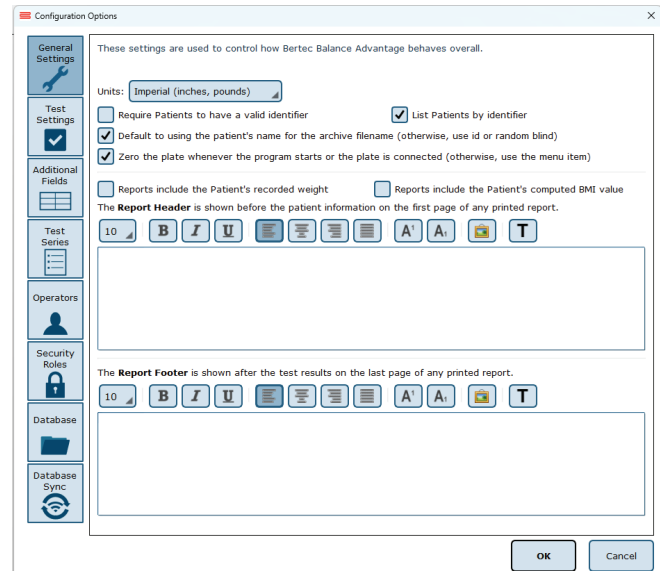 Configuration Options
General
Settings
Test
Settings
Additional
Fields
Test
Series
Operators
Security
Roles
Database
Database
Sync
These settings are used to control how Bertec Balance Advantage behaves overall.
Units: Imperial (inches, pounds)
Require Patients to have a valid identifier
List Patients by identifier
Default to using the patient's name for the archive filename (otherwise, use id or random blind)
Zero the plate whenever the program starts or the plate is connected (otherwise, use the menu item)
Reports include the Patient's recorded weight
Reports include the Patient's computed BMI value
The Report Header is shown before the patient information on the first page of any printed report.
10 B I U A¹ A₁ T
The Report Footer is shown after the test results on the last page of any printed report.
10 B I U A¹ A₁ T
OK
Cancel